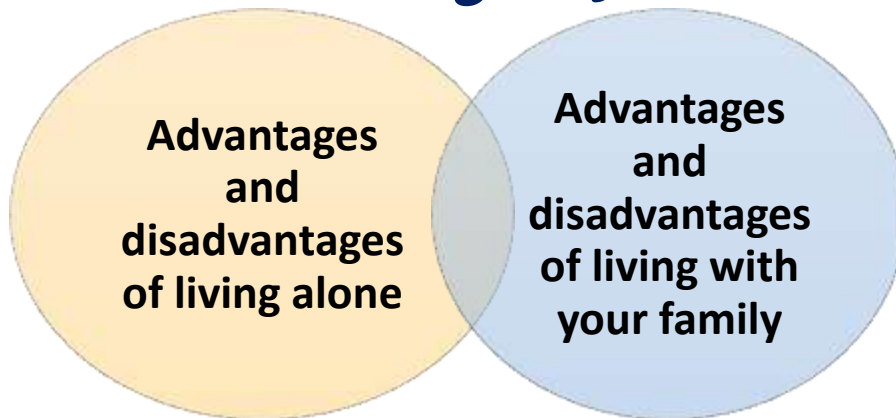 Advantages
and
disadvantages
of living alone
Advantages
and
disadvantages
of living with
your family